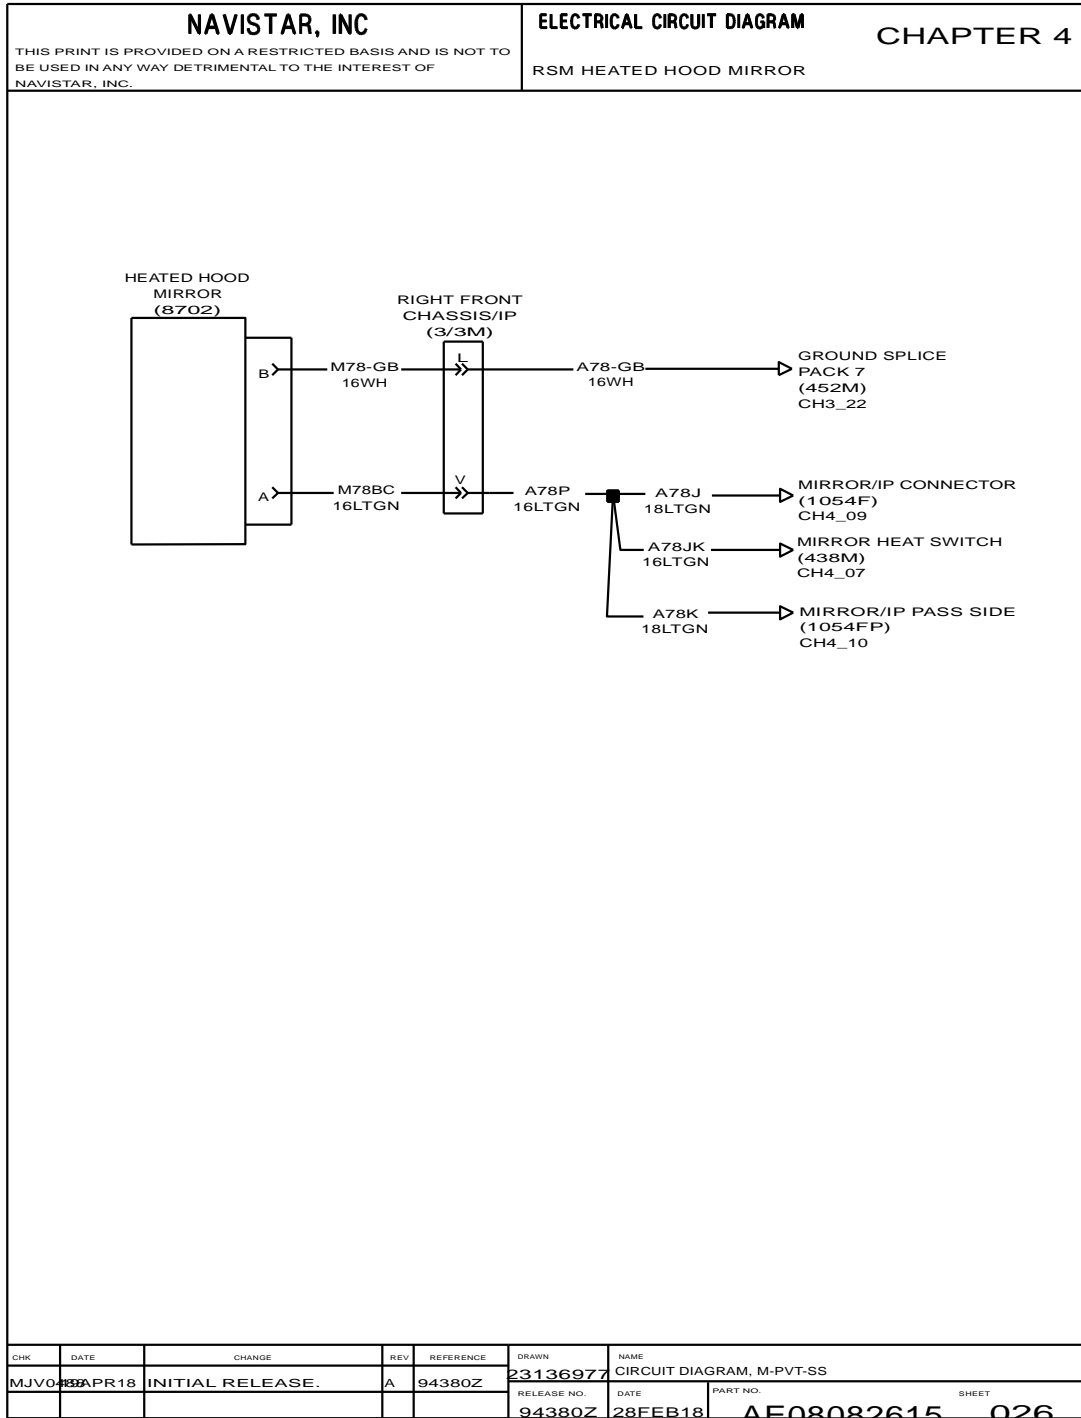 NAVISTAR, INC
THIS PRINT IS PROVIDED ON A RESTRICTED BASIS AND IS NOT TO
BE USED IN ANY WAY DETRIMENTAL TO THE INTEREST OF
NAVISTAR, INC.
ELECTRICAL CIRCUIT DIAGRAM
RSM HEATED HOOD MIRROR
CHAPTER 4
HEATED HOOD
MIRROR
(8702)
RIGHT FRONT
CHASSIS/IP
(3/3M)
B
M78-GB
16WH
L
A78-GB
16WH
GROUND SPLICE
PACK 7
(452M)
CH3_22
A
M78BC
16LTGN
V
A78P
16LTGN
A78J
18LTGN
MIRROR/IP CONNECTOR
(1054F)
CH4_09
A78JK
16LTGN
MIRROR HEAT SWITCH
(438M)
CH4_07
A78K
18LTGN
MIRROR/IP PASS SIDE
(1054FP)
CH4_10
CHK DATE CHANGE REV REFERENCE
APR18 INITIAL RELEASE. A 94380Z
DRAWN
23136977
NAME
CIRCUIT DIAGRAM, M-PVT-SS
RELEASE NO.
94380Z
DATE
28FEB18
PART NO.
AE08082615
SHEET
026